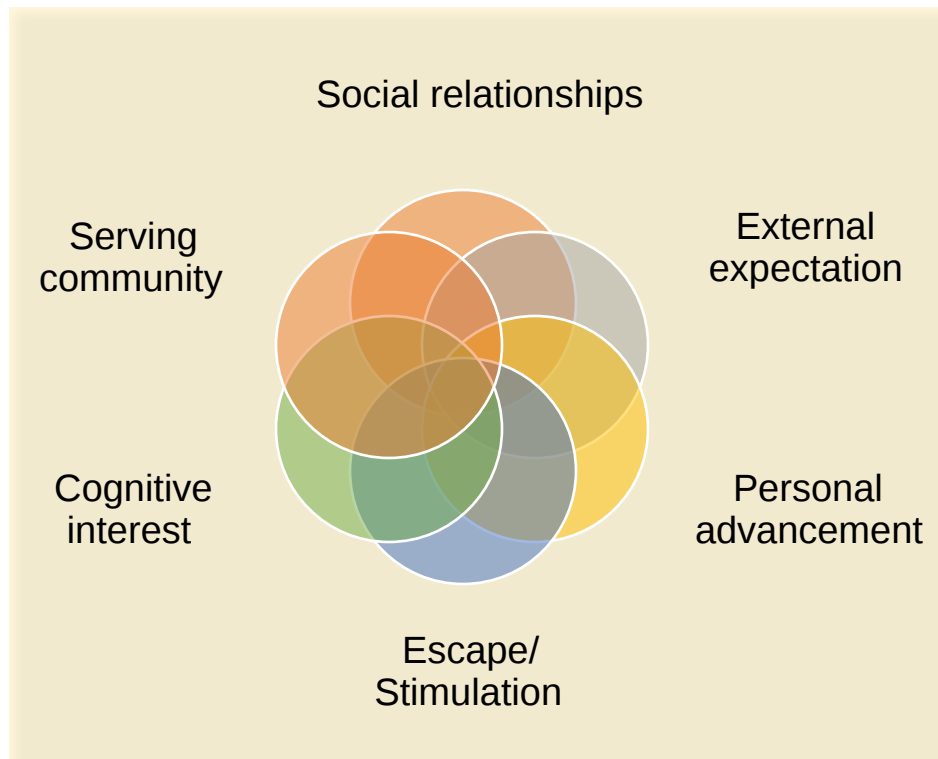 Social relationships
External
expectation
Personal
advancement
Escape/
Stimulation
Cognitive
interest
Serving
community